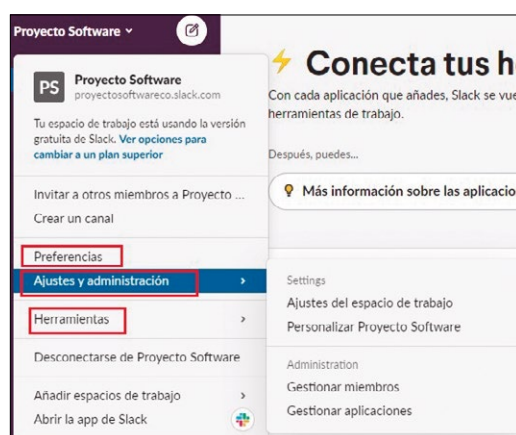 Proyecto Software
PS
Proyecto Software
proyectosoftwareco.slack.com
Tu espacio de trabajo está usando la versión
gratuita de Slack. Ver opciones para
cambiar a un plan superior
Invitar a otros miembros a Proyecto ...
Crear un canal
Preferencias
Ajustes y administración
Herramientas
Desconectarse de Proyecto Software
Añadir espacios de trabajo
Abrir la app de Slack
Conecta tus h
Con cada aplicación que añades, Slack se vue
herramientas de trabajo.
Después, puedes...
Más información sobre las aplicacio
Settings
Ajustes del espacio de trabajo
Personalizar Proyecto Software
Administration
Gestionar miembros
Gestionar aplicaciones